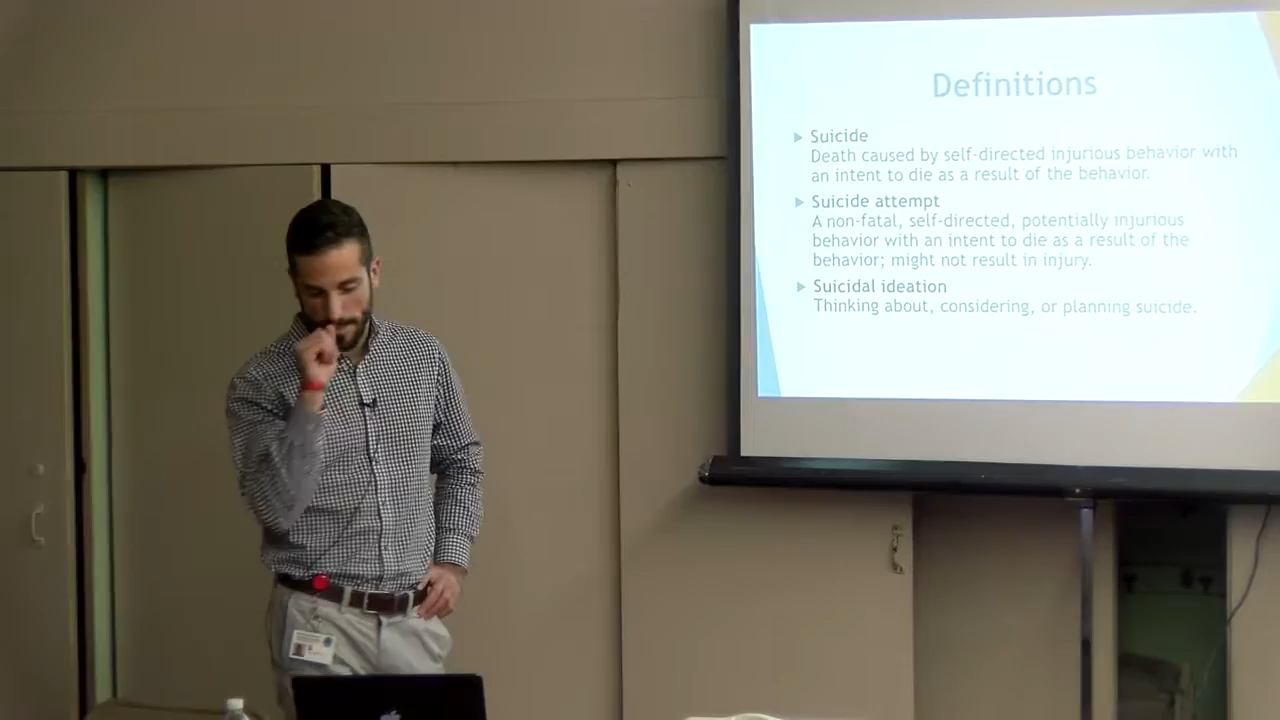 Definitions
Suicide
Death caused by self-directed injurious behavior with
an intent to die as a result of the behavior.
Suicide attempt
A non-fatal, self-directed, potentially injurious
behavior with an intent to die as a result of the
behavior; might not result in injury.
Suicidal ideation
Thinking about, considering, or planning suicide.